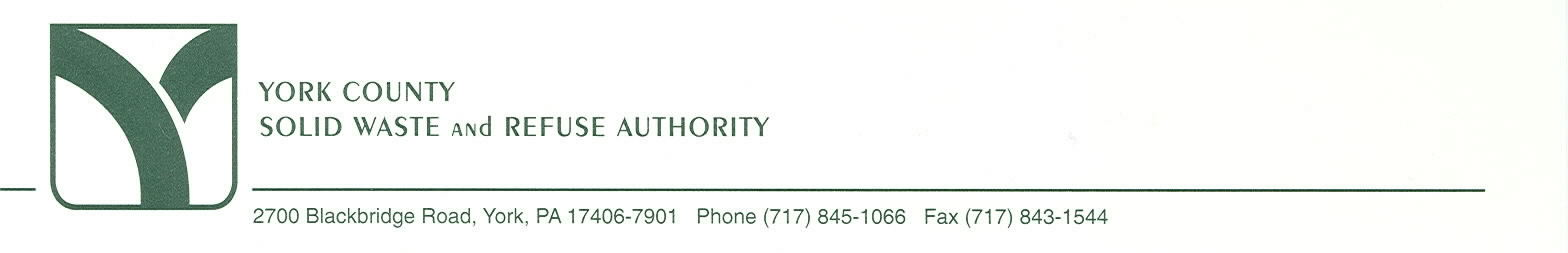 YORK COUNTY
SOLID WASTE ANd REFUSE AUTHORITY
2700 Blackbridge Road, York, PA 17406-7901 Phone (717) 845-1066 Fax (717) 843-1544